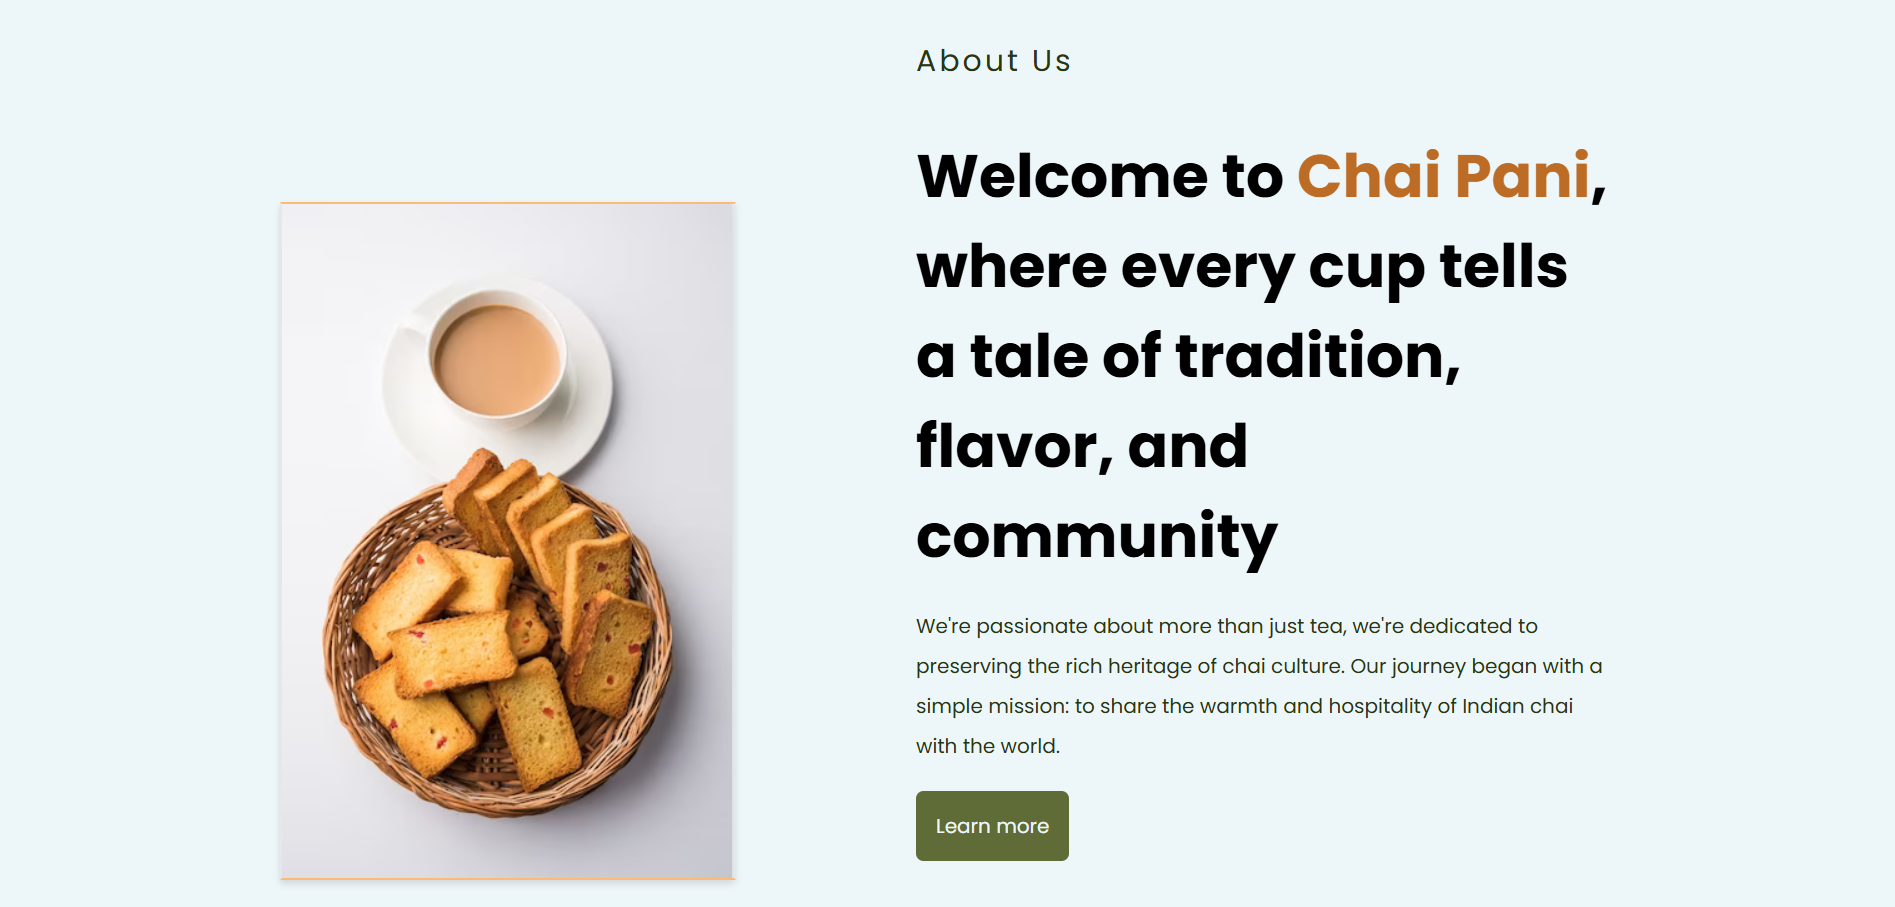 About Us
Welcome to Chai Pani,
where every cup tells
a tale of tradition,
flavor, and
community
We're passionate about more than just tea, we're dedicated to
preserving the rich heritage of chai culture. Our journey began with a
simple mission: to share the warmth and hospitality of Indian chai
with the world.
Learn more